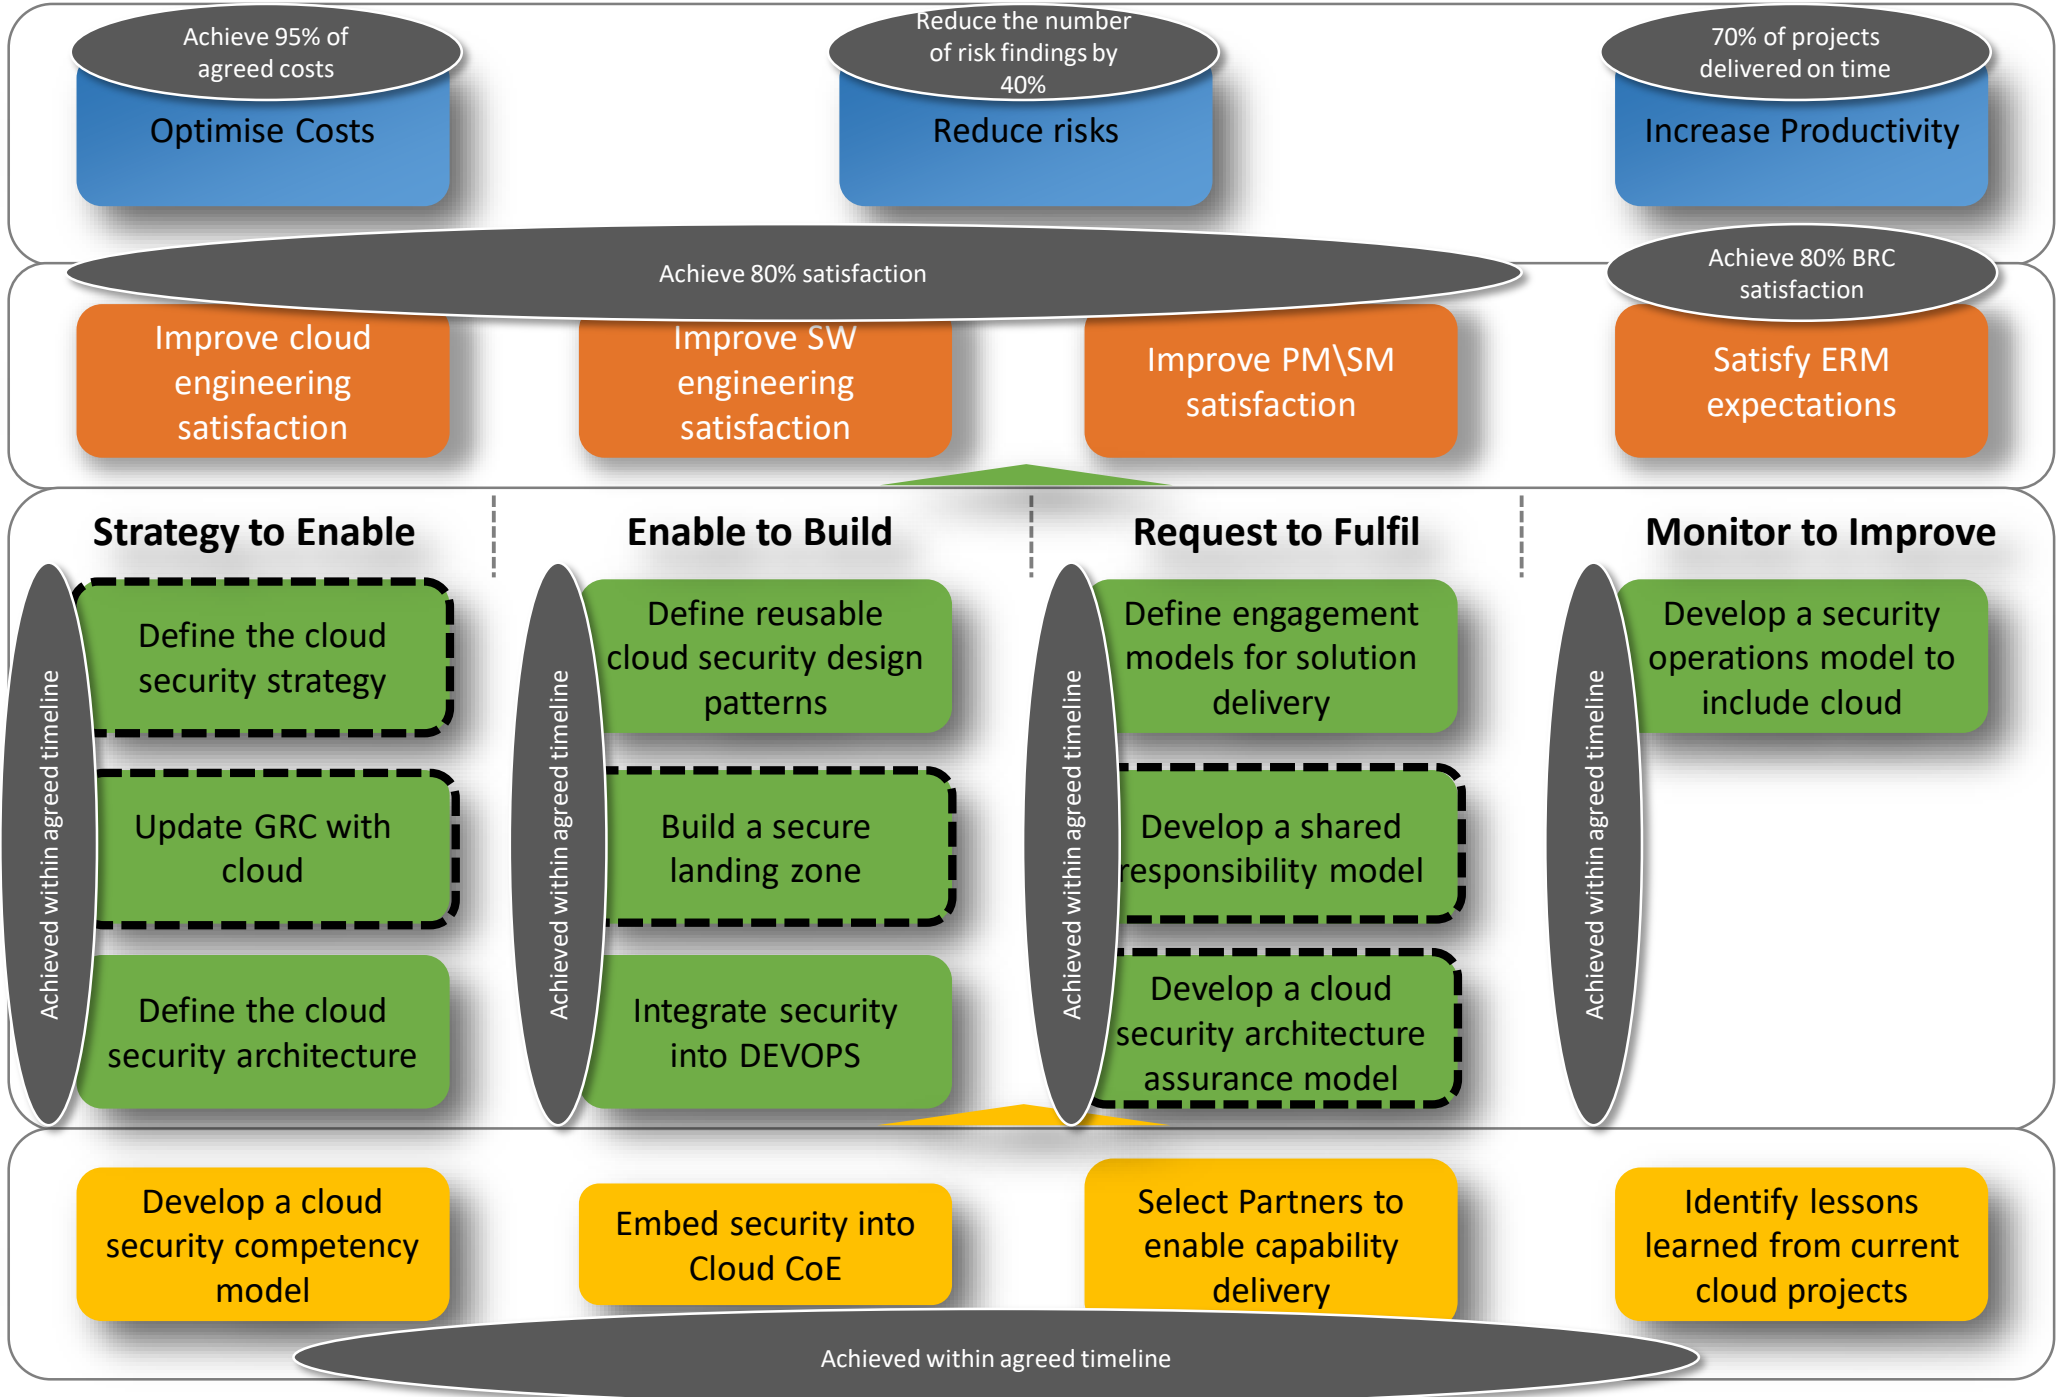 Achieve 95% of
agreed costs
Optimise Costs
Reduce the number
of risk findings by
40%
Reduce risks
70% of projects
delivered on time
Increase Productivity
Achieve 80% satisfaction
Achieve 80% BRC
satisfaction
Improve cloud
engineering
satisfaction
Improve SW
engineering
satisfaction
Improve PM\SM
satisfaction
Satisfy ERM
expectations
Strategy to Enable
Enable to Build
Request to Fulfil
Monitor to Improve
Achieved within agreed timeline
Define the cloud
security strategy
Update GRC with
cloud
Define the cloud
security architecture
Achieved within agreed timeline
Define reusable
cloud security design
patterns
Build a secure
landing zone
Integrate security
into DEVOPS
Achieved within agreed timeline
Define engagement
models for solution
delivery
Develop a shared
responsibility model
Develop a cloud
security architecture
assurance model
Achieved within agreed timeline
Develop a security
operations model to
include cloud
Develop a cloud
security competency
model
Embed security into
Cloud CoE
Select Partners to
enable capability
delivery
Identify lessons
learned from current
cloud projects
Achieved within agreed timeline